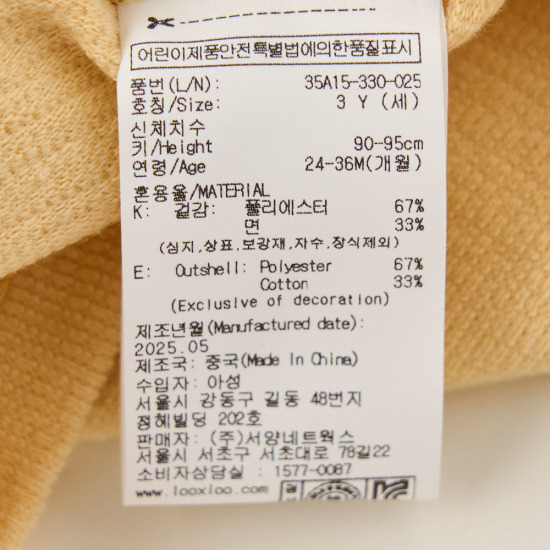 어린이제품안전특별법에의한품질표시
품번(L/N): 35A15-330-025
호칭/Size: 3 Y (세)
신체치수
키/Height 90-95cm
연령/Age 24-36M(개월)
혼용율/MATERIAL
K: 겉감: 폴리에스터 67%
면 33%
(심지,상표,보강재,자수,장식제외)
E: Outshell: Polyester 67%
Cotton 33%
(Exclusive of decoration)
제조년월(Manufactured date):
2025.05
제조국: 중국(Made In China)
수입자: 아성
서울시 강동구 길동 48번지
정혜빌딩 202호
판매자: (주)서양네트웍스
서울시 서초구 서초대로 78길22
소비자상담실 : 1577-0087
www.looxloo.com